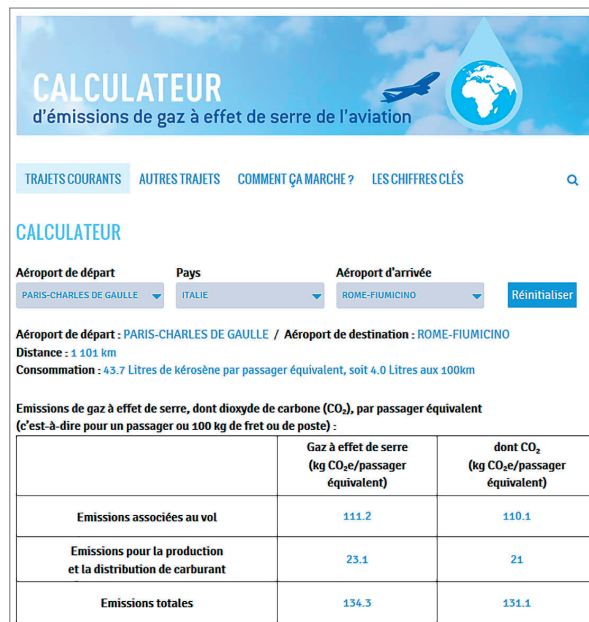 CALCULATEUR
d'émissions de gaz à effet de serre de l'aviation
TRAJETS COURANTS AUTRES TRAJETS COMMENT ÇA MARCHE ? LES CHIFFRES CLÉS
CALCULATEUR
Aéroport de départ Pays Aéroport d'arrivée
PARIS-CHARLES DE GAULLE ITALIE ROME-FIUMICINO Réinitialiser
Aéroport de départ : PARIS-CHARLES DE GAULLE / Aéroport de destination : ROME-FIUMICINO
Distance : 1 101 km
Consommation : 43.7 Litres de kérosène par passager équivalent, soit 4.0 Litres aux 100km
Emissions de gaz à effet de serre, dont dioxyde de carbone (CO₂), par passager équivalent
(c'est-à-dire pour un passager ou 100 kg de fret ou de poste) :
Gaz à effet de serre
(kg CO₂e/passager
équivalent)
dont CO₂
(kg CO₂e/passager
équivalent)
Emissions associées au vol 111.2 110.1
Emissions pour la production
et la distribution de carburant 23.1 21
Emissions totales 134.3 131.1